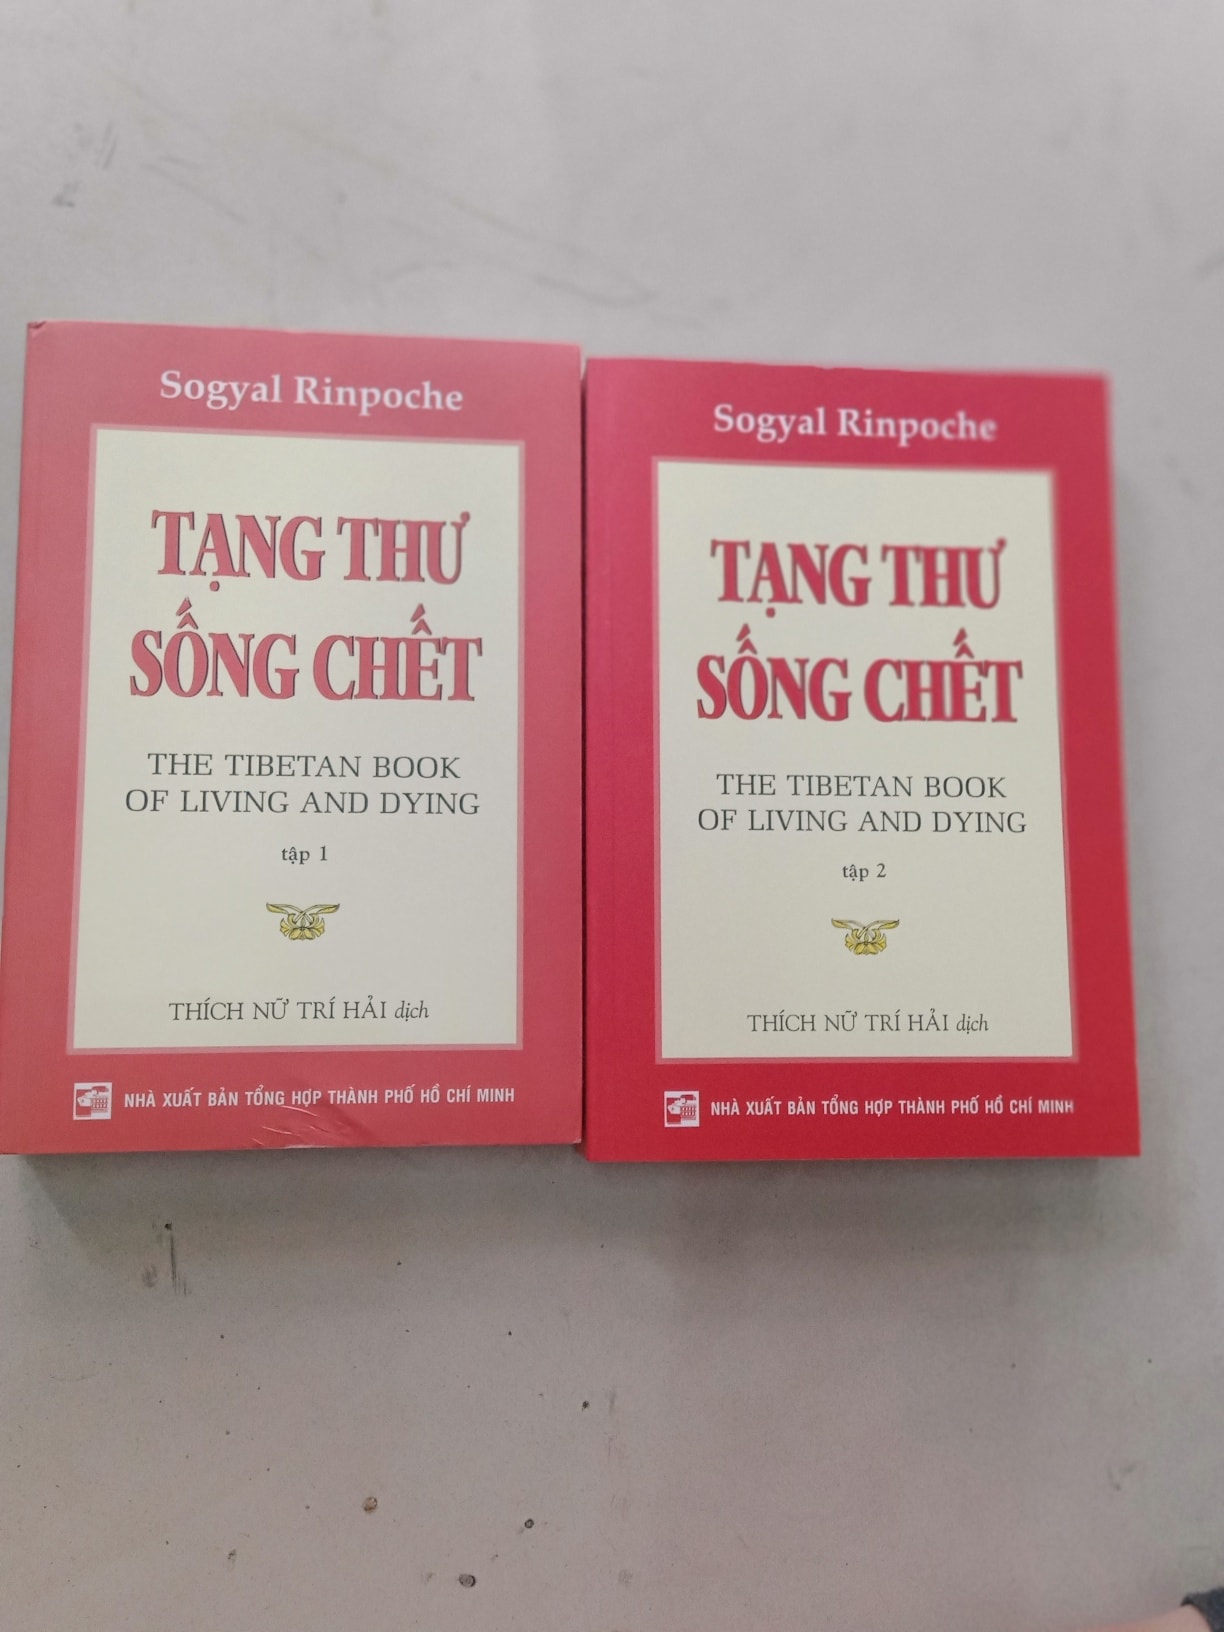 Sogyal Rinpoche
TẠNG THƯ
SỐNG CHẾT
THE TIBETAN BOOK
OF LIVING AND DYING
tập 1
THÍCH NỮ TRÍ HẢI dịch
NHÀ XUẤT BẢN TỔNG HỢP THÀNH PHỐ HỒ CHÍ MINH
Sogyal Rinpoche
TẠNG THƯ
SỐNG CHẾT
THE TIBETAN BOOK
OF LIVING AND DYING
tập 2
THÍCH NỮ TRÍ HẢI dịch
NHÀ XUẤT BẢN TỔNG HỢP THÀNH PHỐ HỒ CHÍ MINH